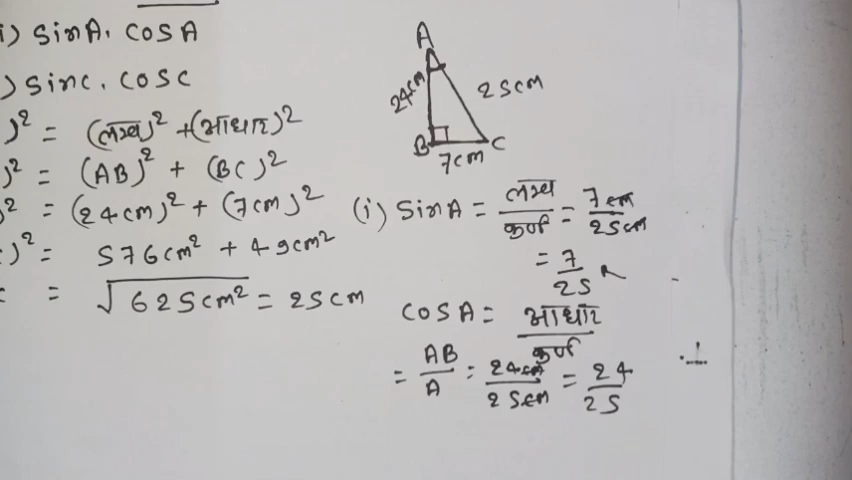 i) SinA. COSA
) Sinc. COSC
)² = (लम्ब)² + (आधार)²
)² = (AB)² + (BC)²
)² = (24cm)² + (7cm)²
)² = 576cm² + 49cm²
= √625cm² = 25cm
A
24cm
25cm
B
C
7cm
(i) SinA = लम्ब/कर्ण = 7cm/25cm
= 7/25
COSA = आधार/कर्ण
= AB/A = 24cm/25cm = 24/25